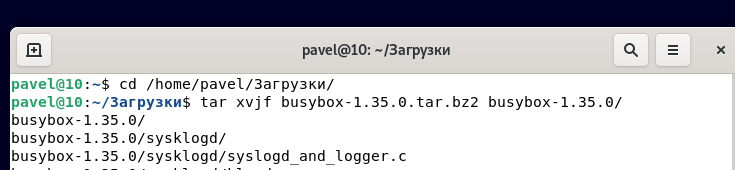 pavel@10: ~/Загрузки
pavel@10:~$ cd /home/pavel/Загрузки/
pavel@10:~/Загрузки$ tar xvjf busybox-1.35.0.tar.bz2 busybox-1.35.0/
busybox-1.35.0/
busybox-1.35.0/sysklogd/
busybox-1.35.0/sysklogd/syslogd_and_logger.c